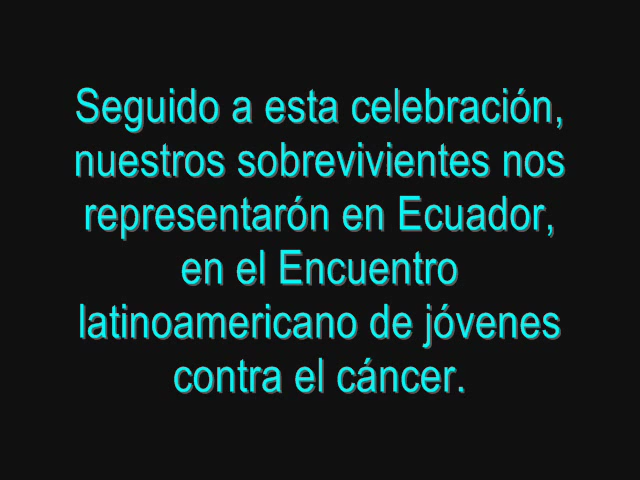 Seguido a esta celebración,
nuestros sobrevivientes nos
representarón en Ecuador,
en el Encuentro
latinoamericano de jóvenes
contra el cáncer.